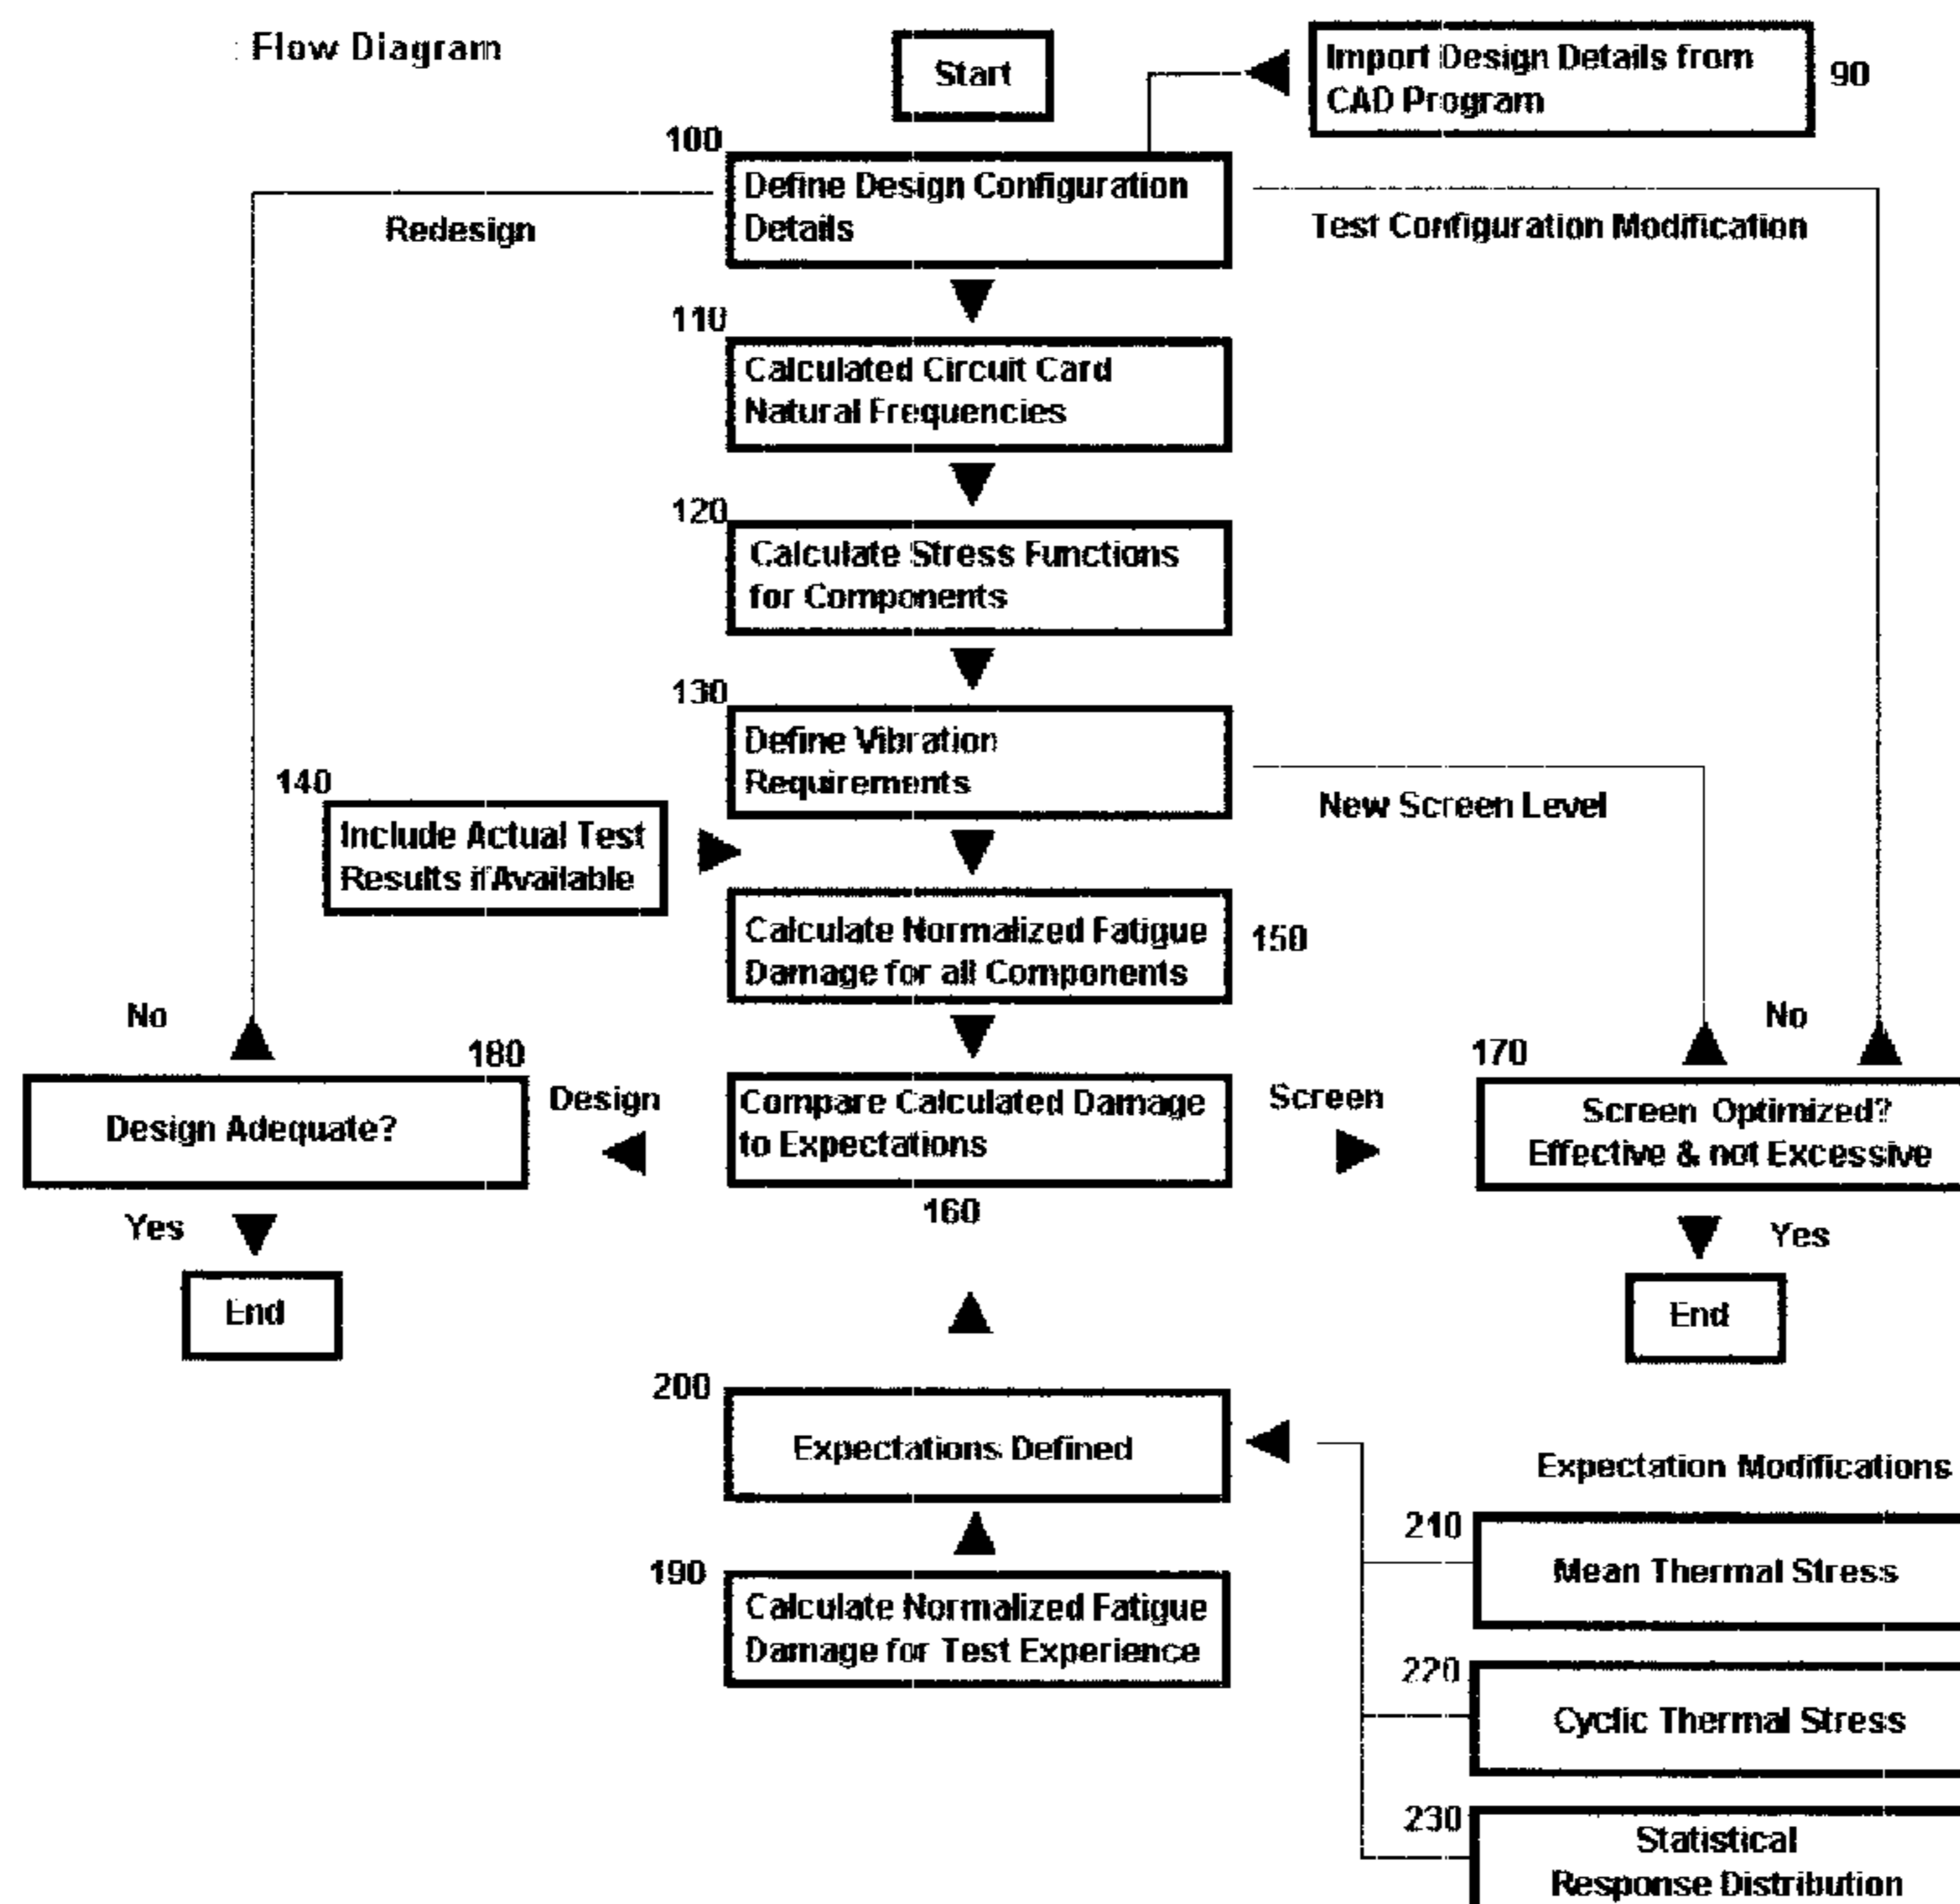 : Flow Diagram
Start
Import Design Details from
CAD Program
90
100
Define Design Configuration
Details
Redesign
Test Configuration Modification
110
Calculated Circuit Card
Natural Frequencies
120
Calculate Stress Functions
for Components
130
Define Vibration
Requirements
140
Include Actual Test
Results if Available
New Screen Level
Calculate Normalized Fatigue
Damage for all Components
150
No
No
180
170
Design Adequate?
Design
Compare Calculated Damage
to Expectations
Screen
Screen Optimized?
Effective & not Excessive
160
Yes
Yes
End
End
200
Expectations Defined
Expectation Modifications
210
Mean Thermal Stress
190
Calculate Normalized Fatigue
Damage for Test Experience
220
Cyclic Thermal Stress
230
Statistical
Response Distribution